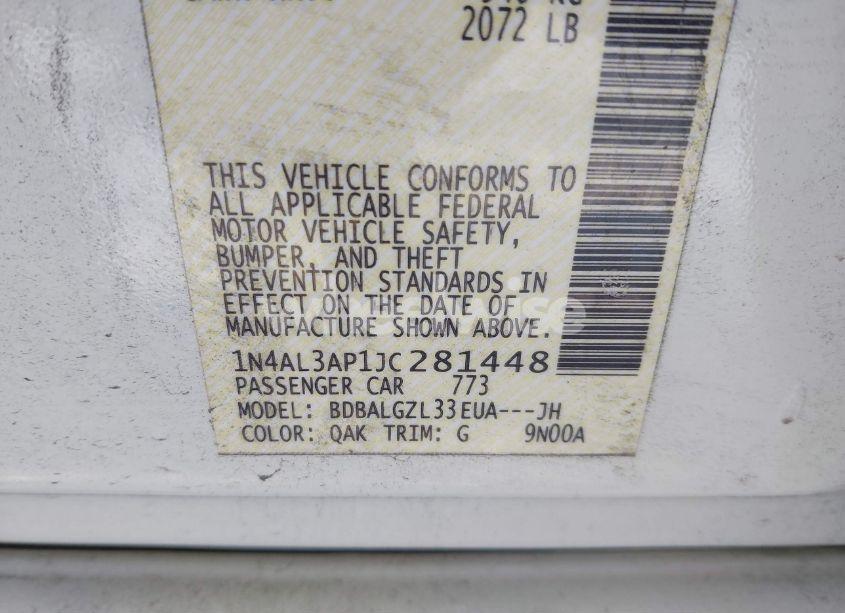 2072 LB
THIS VEHICLE CONFORMS TO
ALL APPLICABLE FEDERAL
MOTOR VEHICLE SAFETY,
BUMPER, AND THEFT
PREVENTION STANDARDS IN
EFFECT ON THE DATE OF
MANUFACTURE SHOWN ABOVE.
1N4AL3AP1JC281448
PASSENGER CAR 773
MODEL: BDBALGZL33EUA---JH
COLOR: QAK TRIM: G 9N00A